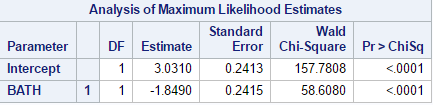 Analysis of Maximum Likelihood Estimates
Parameter DF Estimate Standard Error Wald Chi-Square Pr > ChiSq
Intercept 1 3.0310 0.2413 157.7808 <.0001
BATH 1 1 -1.8490 0.2415 58.6080 <.0001